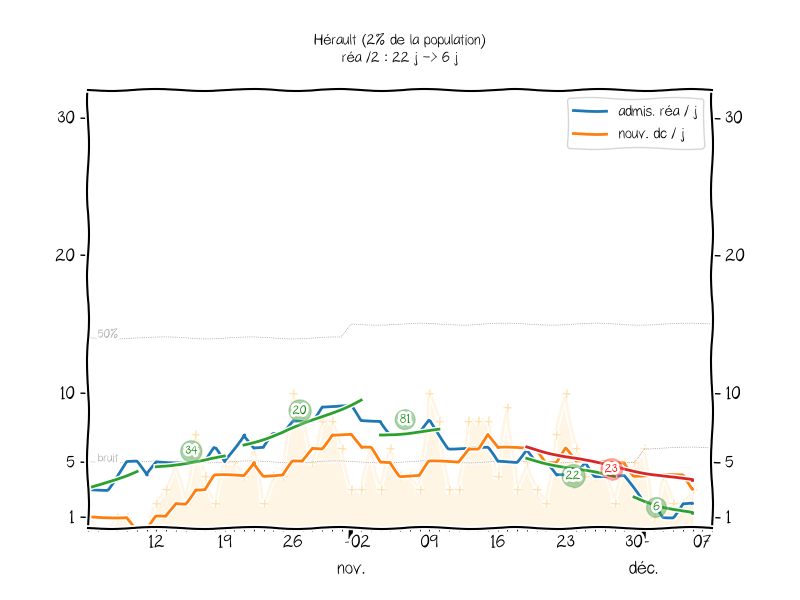 Hérault (2% de la population)
réa /2 : 22 j -> 6 j
admis. réa / j
nouv. dc / j
30 30
20 20
50%
10 10
20
81
34
bruit
5 5
23
22
6
1 1
12 19 26 02 09 16 23 30 07
nov. déc.